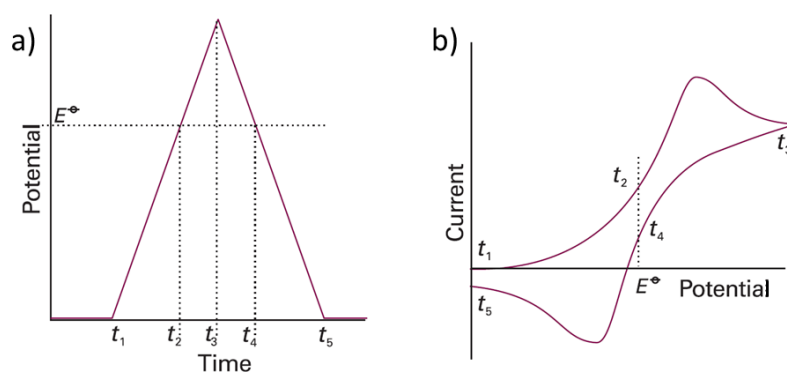 a)
E⦵
Potential
t1 t2 t3 t4 t5
Time
b)
Current
t1
t2
t4
t5
E⦵
Potential